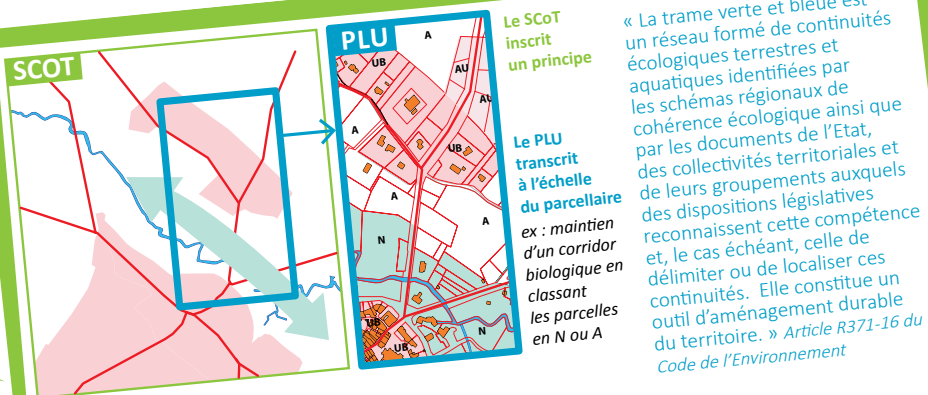 SCOT
PLU
A
UB
AU
AU
A
UB
A
A
N
N
UB
UB
Le SCoT
inscrit
un principe
Le PLU
transcrit
à l'échelle
du parcellaire
ex : maintien
d'un corridor
biologique en
classant
les parcelles
en N ou A
« La trame verte et bleue est
un réseau formé de continuités
écologiques terrestres et
aquatiques identifiées par
les schémas régionaux de
cohérence écologique ainsi que
par les documents de l'Etat,
des collectivités territoriales et
de leurs groupements auxquels
des dispositions législatives
reconnaissent cette compétence
et, le cas échéant, celle de
délimiter ou de localiser ces
continuités. Elle constitue un
outil d'aménagement durable
du territoire. » Article R371-16 du
Code de l'Environnement